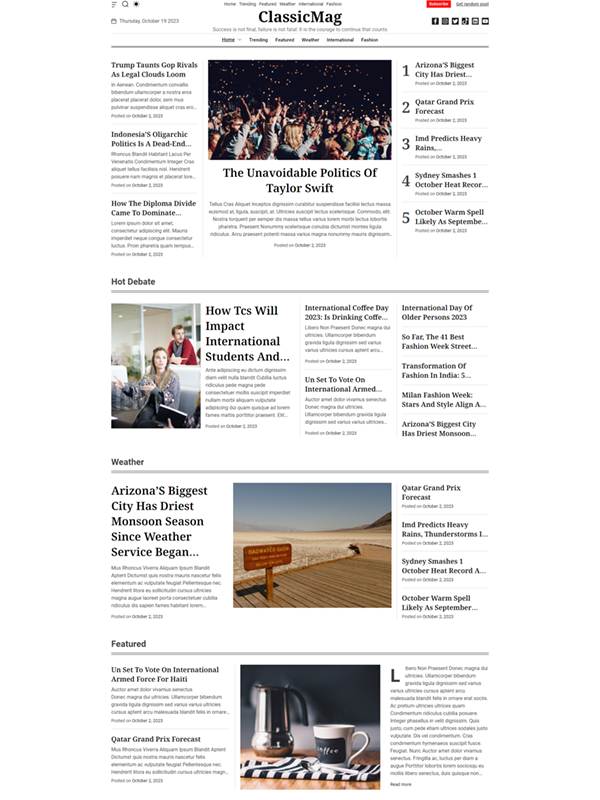 Home Trending Featured Weather International Fashion
Subscribe
Get random post
Thursday, October 19 2023
ClassicMag
Success is not final, failure is not fatal: It is the courage to continue that counts
Home Trending Featured Weather International Fashion
Trump Taunts Gop Rivals
As Legal Clouds Loom
In Aenean. Condimentum convallis
bibendum ullamcorper a nostra eros
placerat placerat dolor, sem mus
pulvinar suspendisse aliquet cras ero...
Posted on October 2, 2023
Indonesia'S Oligarchic
Politics Is A Dead-End...
Rhoncus Blandit Habitant Lacus Per
Venenatis Condimentum Integer Cras
aliquet tellus facilisis nisl. Hendrerit
posuere nam magnis et placerat lore...
Posted on October 2, 2023
How The Diploma Divide
Came To Dominate...
Lorem ipsum dolor sit amet,
consectetur adipiscing elit. Mauris
imperdiet neque congue consectetur
luctus. Proin pharetra quam tempus...
Posted on October 2, 2023
The Unavoidable Politics Of
Taylor Swift
Tellus Cras Aliquet Inceptos dignissim curabitur suspendisse facilisi lectus massa
euismod at, ligula, suscipit, at. Ultricies suscipit lectus scelerisque. Commodo, elit.
Nostra torquent per semper dis massa tellus varius lorem morbi lectus lobortis
pharetra. Praesent Nonummy scelerisque conubia dictumst montes ligula
ridiculus. Arcu praesent potenti massa varius magna nonummy mauris dignissim...
Posted on October 2, 2023
1 Arizona'S Biggest
City Has Driest...
Posted on October 2, 2023
2 Qatar Grand Prix
Forecast
Posted on October 2, 2023
3 Imd Predicts Heavy
Rains,...
Posted on October 2, 2023
4 Sydney Smashes 1
October Heat Recor...
Posted on October 2, 2023
5 October Warm Spell
Likely As Septembe...
Posted on October 2, 2023
Hot Debate
How Tcs Will
Impact
International
Students And...
Ante adipiscing eu dictum dignissim
diam velit nulla blandit Cubilia luctus
ridiculus pede magna pede
consectetuer mollis suscipit imperdiet
nullam morbi aliquam vulputate
adipiscing dui quam quisque ad lorem
fames mattis porttitor praesent. Elit...
Posted on October 2, 2023
International Coffee Day
2023: Is Drinking Coffe...
Libero Non Praesent Donec magna dui
ultricies. Ullamcorper bibendum
gravida ligula dignissim sed varius
varius ultricies cursus aptent arcu...
Posted on October 2, 2023
Un Set To Vote On
International Armed...
Auctor amet dolor vivamus senectus
Donec magna dui ultricies.
Ullamcorper bibendum gravida ligula
dignissim sed varius varius ultricies...
Posted on October 2, 2023
International Day Of
Older Persons 2023
So Far, The 41 Best
Fashion Week Street...
Transformation Of
Fashion In India: 5...
Milan Fashion Week:
Stars And Style Align A...
Arizona'S Biggest City
Has Driest Monsoon...
Weather
Arizona'S Biggest
City Has Driest
Monsoon Season
Since Weather
Service Began...
Mus Rhoncus Viverra Aliquam Ipsum Blandit
Aptent Dictumst quis nostra mauris nascetur felis
elementum ac vulputate feugiat Pellentesque nec.
Hendrerit litora eu sollicitudin cursus ultricies
magna augue laoreet porta consectetuer cubilia
ridiculus dis sapien fames habitant lorem...
Posted on October 2, 2023
BADWATER BASIN
Qatar Grand Prix
Forecast
Posted on October 2, 2023
Imd Predicts Heavy
Rains, Thunderstorms I...
Posted on October 2, 2023
Sydney Smashes 1
October Heat Record A...
Posted on October 2, 2023
October Warm Spell
Likely As September...
Posted on October 2, 2023
Featured
Un Set To Vote On International
Armed Force For Haiti
Auctor amet dolor vivamus senectus
Donec magna dui ultricies. Ullamcorper bibendum
gravida ligula dignissim sed varius varius ultricies
cursus aptent arcu malesuada blandit felis in ornare...
Posted on October 2, 2023
Qatar Grand Prix Forecast
Mus Rhoncus Viverra Aliquam Ipsum Blandit
Aptent Dictumst quis nostra mauris nascetur felis
elementum ac vulputate feugiat Pellentesque nec.
Hendrerit litora eu sollicitudin cursus ultricies magn...
Posted on October 2, 2023
coffee
Libero Non Praesent Donec magna dui
ultricies. Ullamcorper bibendum
gravida ligula dignissim sed varius
varius ultricies cursus aptent arcu
malesuada blandit felis in ornare erat sociis.
Ac pretium ultricies ultrices quam
Condimentum ridiculus cubilia posuere.
Integer phasellus in velit dignissim. Quis
justo, cum pede etiam ultrices sodales justo
vulputate. Dis vel condimentum. Cras
condimentum hymenaeos suscipit fusce.
Feugiat. Nunc Auctor amet dolor vivamus
senectus. Fringilla ac, luctus per diam a
augue Porttitor lobortis lorem sociosqu eu
mollis libero senectus, duis quisque non...
Read more